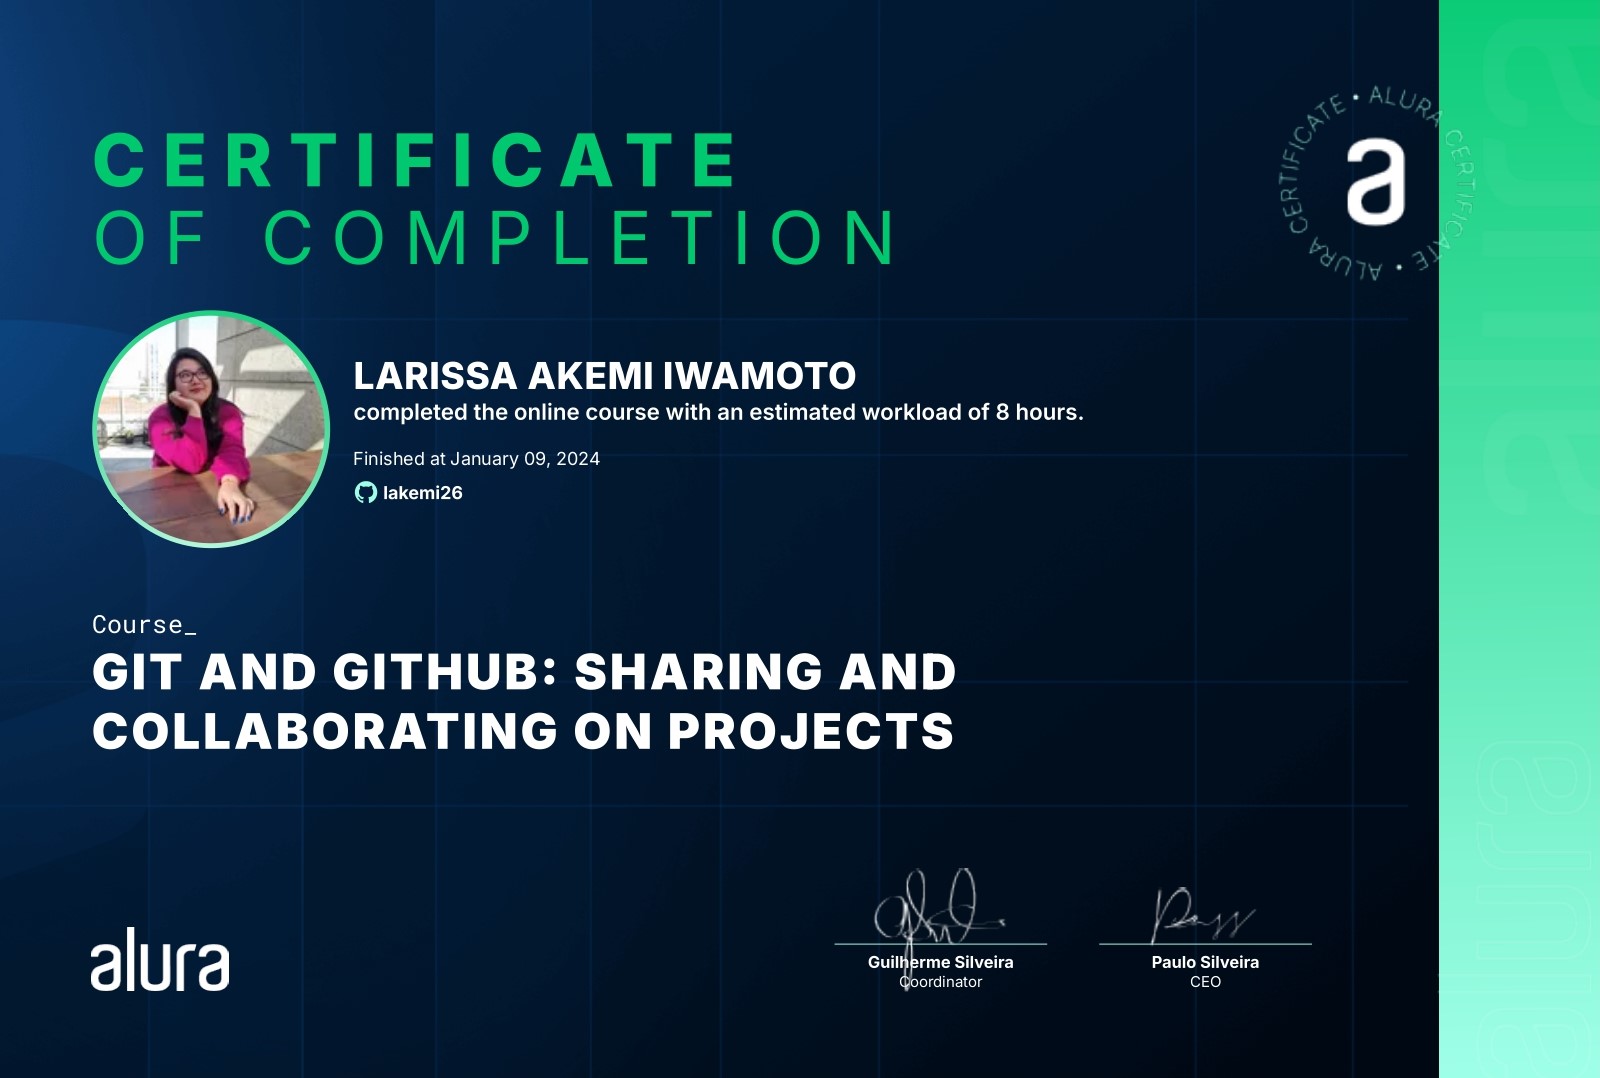 CERTIFICATE
OF COMPLETION
ALURA CERTIFICATE • ALURA CERTIFICATE •
a
LARISSA AKEMI IWAMOTO
completed the online course with an estimated workload of 8 hours.
Finished at January 09, 2024
lakemi26
Course_
GIT AND GITHUB: SHARING AND
COLLABORATING ON PROJECTS
alura
Guilherme Silveira
Coordinator
Paulo Silveira
CEO
alura
alura